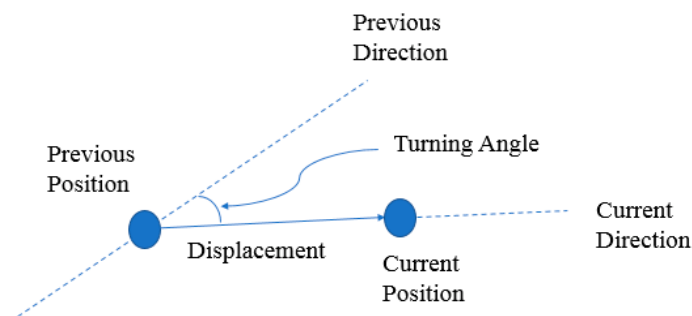 Previous
Direction
Turning Angle
Previous
Position
Current
Direction
Displacement
Current
Position